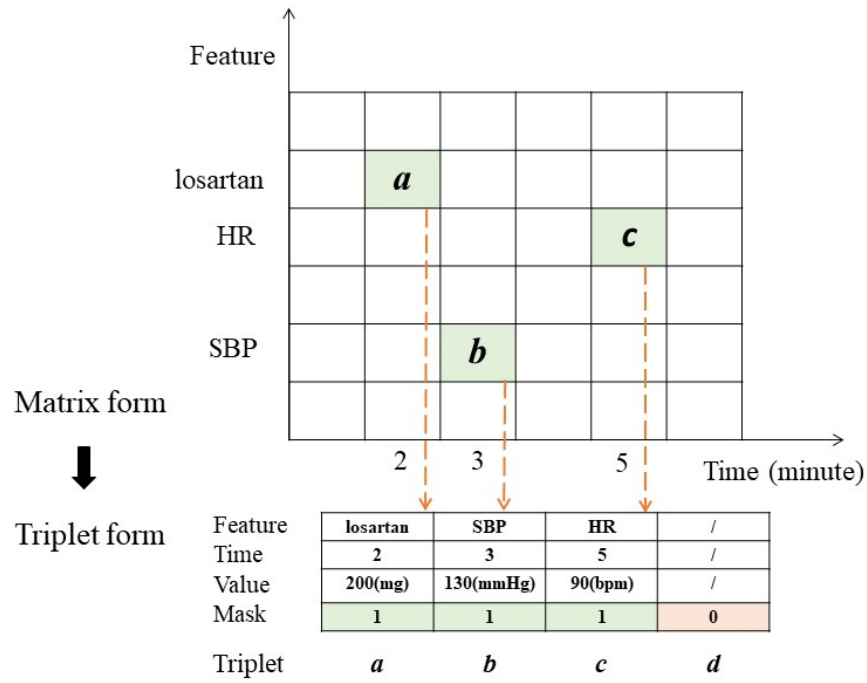 Feature
losartan a
HR c
SBP b
Matrix form
2 3 5 Time (minute)
Triplet form
Feature losartan SBP HR /
Time 2 3 5 /
Value 200(mg) 130(mmHg) 90(bpm) /
Mask 1 1 1 0
Triplet a b c d